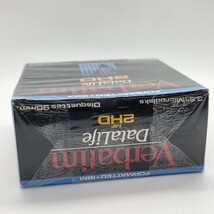 FORMATTED • IBM
Verbatim
DataLife
MF 2HD
3.5" Microdisks
Disquettes 90mm